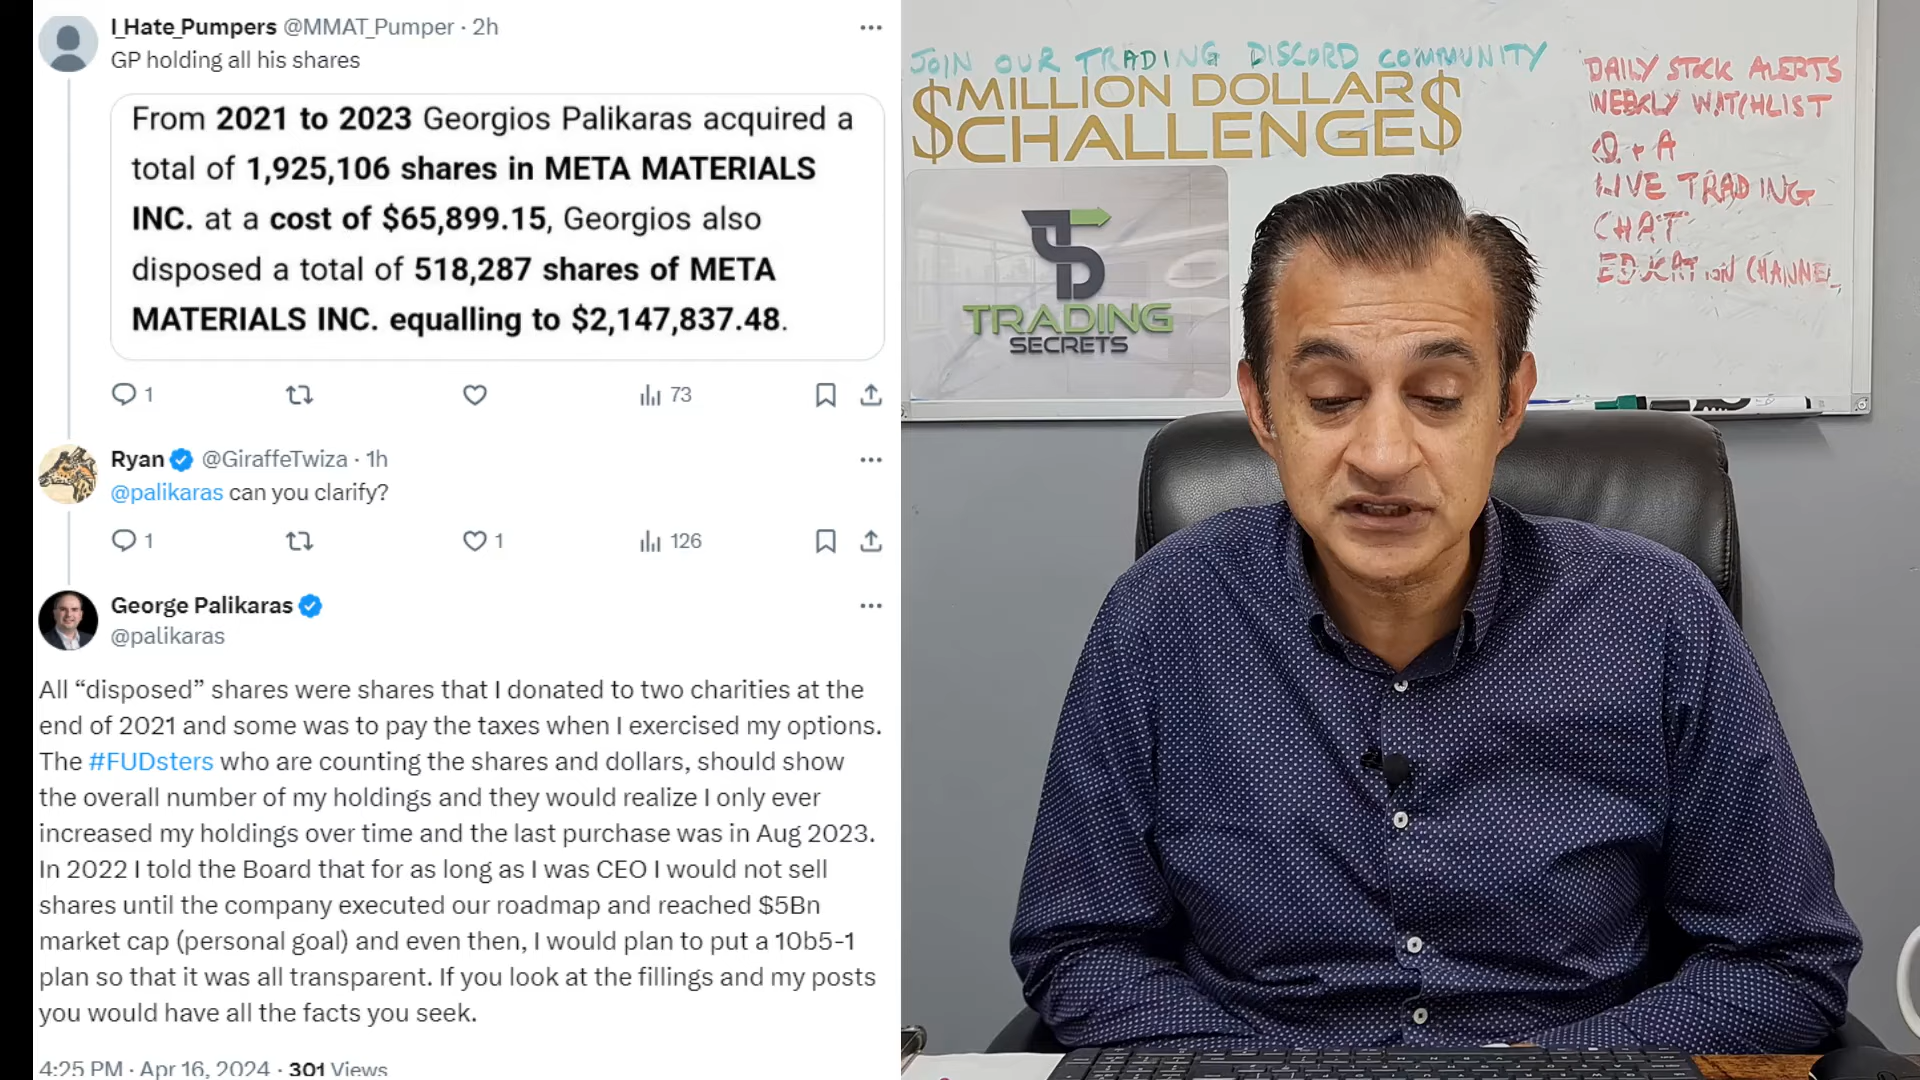 I_Hate_Pumpers @MMAT_Pumper · 2h
GP holding all his shares
From 2021 to 2023 Georgios Palikaras acquired a
total of 1,925,106 shares in META MATERIALS
INC. at a cost of $65,899.15, Georgios also
disposed a total of 518,287 shares of META
MATERIALS INC. equalling to $2,147,837.48.
1
73
Ryan @GiraffeTwiza · 1h
@palikaras can you clarify?
1
1
126
George Palikaras
@palikaras
All “disposed” shares were shares that I donated to two charities at the
end of 2021 and some was to pay the taxes when I exercised my options.
The #FUDsters who are counting the shares and dollars, should show
the overall number of my holdings and they would realize I only ever
increased my holdings over time and the last purchase was in Aug 2023.
In 2022 I told the Board that for as long as I was CEO I would not sell
shares until the company executed our roadmap and reached $5Bn
market cap (personal goal) and even then, I would plan to put a 10b5-1
plan so that it was all transparent. If you look at the fillings and my posts
you would have all the facts you seek.
4:25 PM · Apr 16, 2024 · 301 Views
JOIN OUR TRADING DISCORD COMMUNITY
$MILLION DOLLAR$
CHALLENGE
TRADING
SECRETS
DAILY STOCK ALERTS
WEEKLY WATCHLIST
Q + A
LIVE TRADING
CHAT
EDUCATION CHANNEL